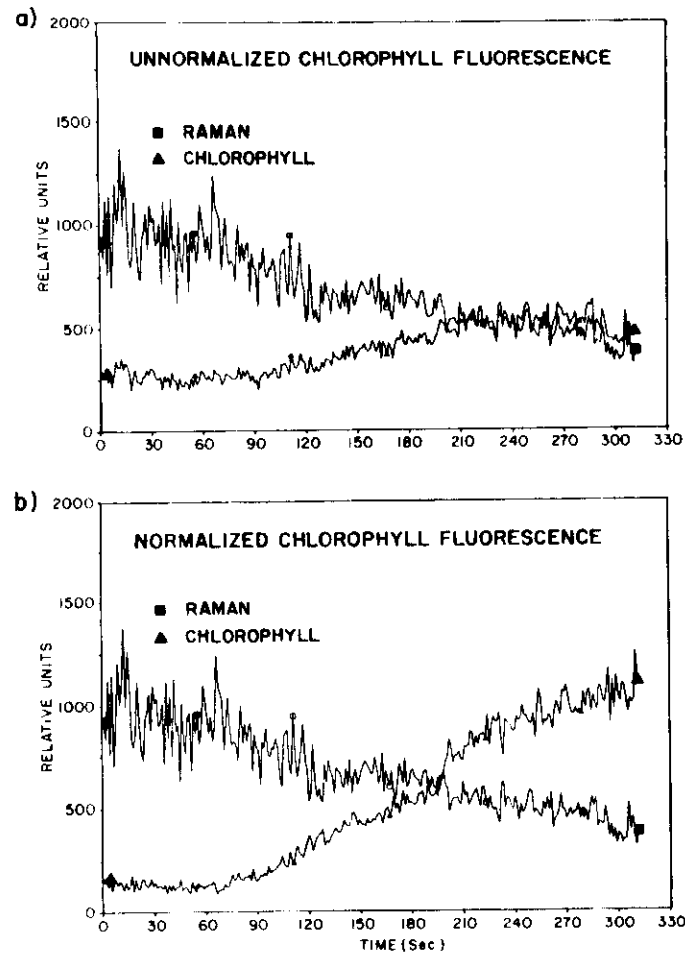 a)
2000
UNNORMALIZED CHLOROPHYLL FLUORESCENCE
1500
RAMAN
CHLOROPHYLL
RELATIVE UNITS
1000
500
0
0 30 60 90 120 150 180 210 240 270 300 330
b)
2000
NORMALIZED CHLOROPHYLL FLUORESCENCE
1500
RAMAN
CHLOROPHYLL
RELATIVE UNITS
1000
500
0
0 30 60 90 120 150 180 210 240 270 300 330
TIME (Sec)